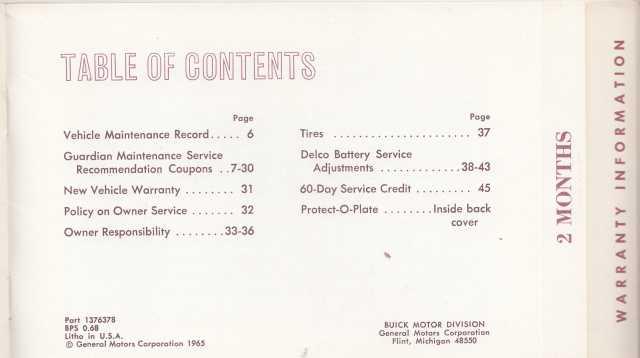 TABLE OF CONTENTS
Page
Vehicle Maintenance Record ..... 6
Guardian Maintenance Service
Recommendation Coupons ..7-30
New Vehicle Warranty ........ 31
Policy on Owner Service ....... 32
Owner Responsibility ........33-36
Page
Tires ...................... 37
Delco Battery Service
Adjustments .............38-43
60-Day Service Credit ......... 45
Protect-O-Plate ........Inside back
cover
Part 1376378
BPS 0.68
Litho in U.S.A.
© General Motors Corporation 1965
BUICK MOTOR DIVISION
General Motors Corporation
Flint, Michigan 48550
2 MONTHS
WARRANTY INFORMATION